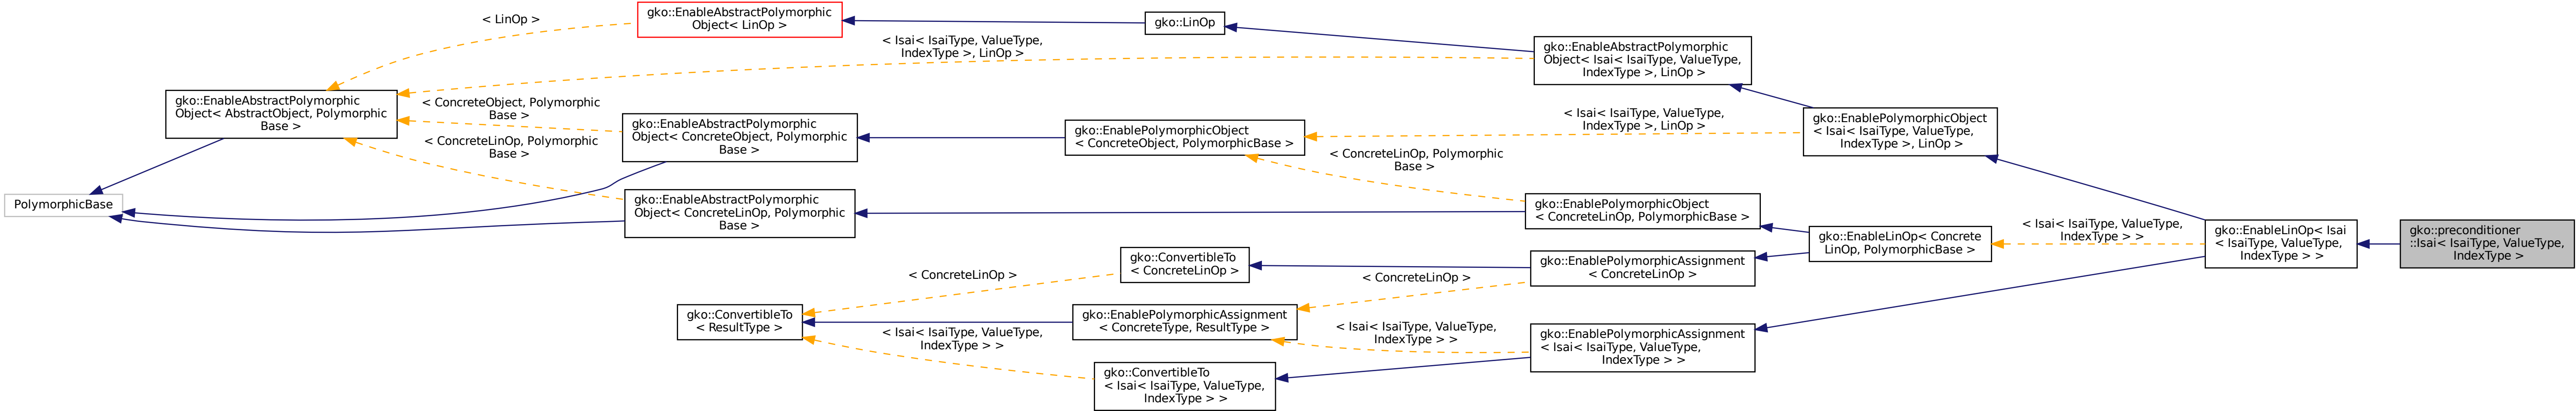 gko::EnableAbstractPolymorphic
Object< LinOp >
< LinOp >
gko::LinOp
< Isai< IsaiType, ValueType,
IndexType >, LinOp >
gko::EnableAbstractPolymorphic
Object< Isai< IsaiType, ValueType,
IndexType >, LinOp >
gko::EnableAbstractPolymorphic
Object< AbstractObject, Polymorphic
Base >
< ConcreteObject, Polymorphic
Base >
< ConcreteLinOp, Polymorphic
Base >
gko::EnableAbstractPolymorphic
Object< ConcreteObject, Polymorphic
Base >
gko::EnablePolymorphicObject
< ConcreteObject, PolymorphicBase >
< Isai< IsaiType, ValueType,
IndexType >, LinOp >
gko::EnablePolymorphicObject
< Isai< IsaiType, ValueType,
IndexType >, LinOp >
< ConcreteLinOp, Polymorphic
Base >
PolymorphicBase
gko::EnableAbstractPolymorphic
Object< ConcreteLinOp, Polymorphic
Base >
gko::EnablePolymorphicObject
< ConcreteLinOp, PolymorphicBase >
gko::EnableLinOp< Concrete
LinOp, PolymorphicBase >
< Isai< IsaiType, ValueType,
IndexType > >
gko::EnableLinOp< Isai
< IsaiType, ValueType,
IndexType > >
gko::preconditioner
::Isai< IsaiType, ValueType,
IndexType >
gko::ConvertibleTo
< ConcreteLinOp >
< ConcreteLinOp >
gko::EnablePolymorphicAssignment
< ConcreteLinOp >
< ConcreteLinOp >
gko::ConvertibleTo
< ResultType >
gko::EnablePolymorphicAssignment
< ConcreteType, ResultType >
< Isai< IsaiType, ValueType,
IndexType > >
< Isai< IsaiType, ValueType,
IndexType > >
gko::EnablePolymorphicAssignment
< Isai< IsaiType, ValueType,
IndexType > >
gko::ConvertibleTo
< Isai< IsaiType, ValueType,
IndexType > >